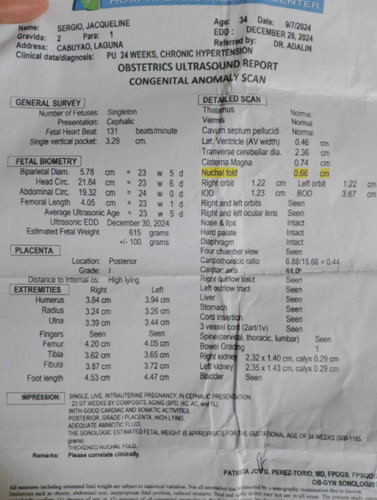 HOSPITAL CENTER
Name: SERGIO, JACQUELINE Age: 34 Date: 9/7/2024
Gravida: 2 Para: 1 EDD : DECEMBER 28, 2024
Address: CABUYAO, LAGUNA Referred by: DR. ADALIN
Clinical data/diagnosis: PU 24 WEEKS, CHRONIC HYPERTENSION
OBSTETRICS ULTRASOUND REPORT
CONGENITAL ANOMALY SCAN
GENERAL SURVEY
Number of Fetuses: Singleton
Presentation: Cephalic
Fetal Heart Beat: 131 beats/minute
Single vertical pocket: 3.29 cm.
FETAL BIOMETRY
Biparietal Diam. 5.78 cm = 23 w 5 d
Head Circ. 21.84 cm = 23 w 6 d
Abdominal Circ. 19.32 cm = 24 w 0 d
Femoral Length 4.05 cm = 23 w 1 d
Average Ultrasonic Age = 23 w 5 d
Ultrasonic EDD December 30, 2024
Estimated Fetal Weight 615 grams
+/- 100 grams
PLACENTA
Location: Posterior
Grade: I
Distance to internal os: High lying
EXTREMITIES Right Left
Humerus 3.84 cm 3.94 cm
Radius 3.24 cm 3.26 cm
Ulna 3.39 cm 3.44 cm
Fingers Seen Seen
Femur 4.20 cm 4.05 cm
Tibia 3.62 cm 3.65 cm
Fibula 3.87 cm 3.72 cm
Foot length 4.53 cm 4.47 cm
DETAILED SCAN
Thalamus Normal
Vermis Normal
Cavum septum pellucidi Normal
Lat. Ventricle (AV width) 0.46 cm
Transverse cerebellar dia. 2.36 cm
Cisterna Magna 0.74 cm
Nuchal fold 0.66 cm
Right orbit 1.22 cm Left orbit 1.22 cm
IOD 1.23 cm BOD 3.67 cm
Right and left orbits Seen
Right and left ocular lens Seen
Nose & lips Intact
Hard palate Intact
Diaphragm Intact
Four chamber view Seen
Cardiothoracic ratio 6.88/15.66 = 0.44
Cardiac axis 44.0°
Right outflow tract Seen
Left outflow tract Seen
Liver Seen
Stomach Seen
Cord insertion Seen
3 vessel cord (2art/1v) Seen
Spine(cervical, thoracic, lumbar) Seen
Bowel Grading 1
Right kidney 2.32 x 1.40 cm, calyx 0.29 cm
Left kidney 2.35 x 1.43 cm, calyx 0.29 cm
Bladder Seen
IMPRESSION: SINGLE, LIVE, INTRAUTERINE PREGNANCY, IN CEPHALIC PRESENTATION,
23 5/7 WEEKS BY COMPOSITE AGING (BPD, HC, AC, and FL),
WITH GOOD CARDIAC AND SOMATIC ACTIVITIES.
POSTERIOR, GRADE I PLACENTA, HIGH LYING
ADEQUATE AMNIOTIC FLUID.
THE SONOLOGIC ESTIMATED FETAL WEIGHT IS APPROPRIATE FOR THE GESTATIONAL AGE OF 24 WEEKS (508-1165
grams)
THICKENED NUCHAL FOLD.
Remarks: Please correlate clinically.
PATRICIA JOY G. PEREZ-TORIO, MD, FPOGS, FPSUOG
OB-GYN SONOLOGIST